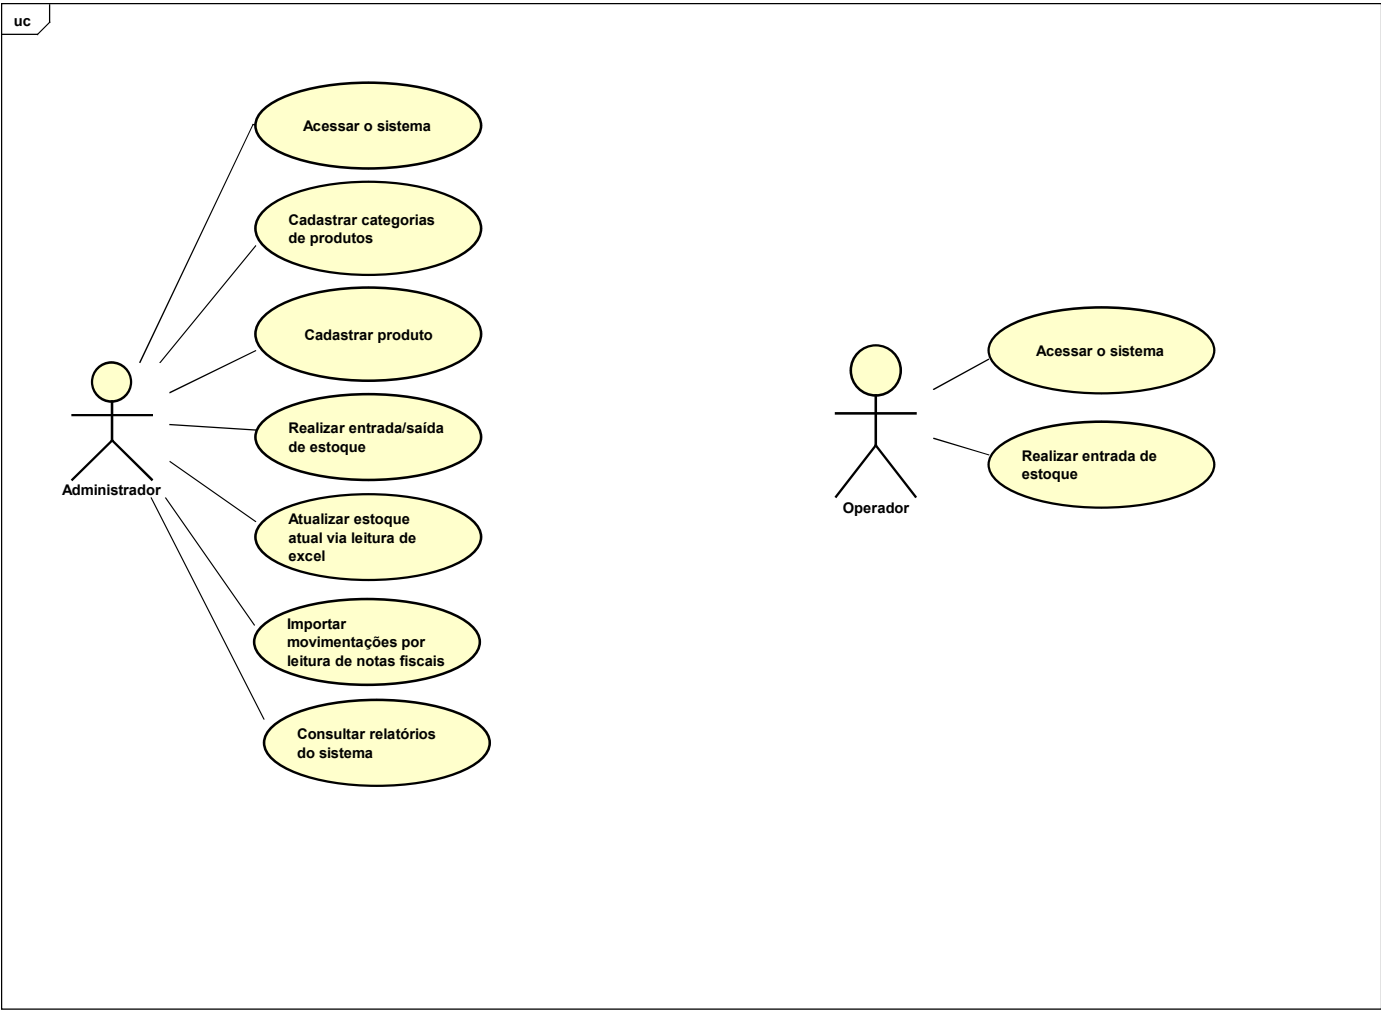 uc
Acessar o sistema
Cadastrar categorias
de produtos
Cadastrar produto
Realizar entrada/saída
de estoque
Administrador
Atualizar estoque
atual via leitura de
excel
Importar
movimentações por
leitura de notas fiscais
Consultar relatórios
do sistema
Acessar o sistema
Realizar entrada de
estoque
Operador